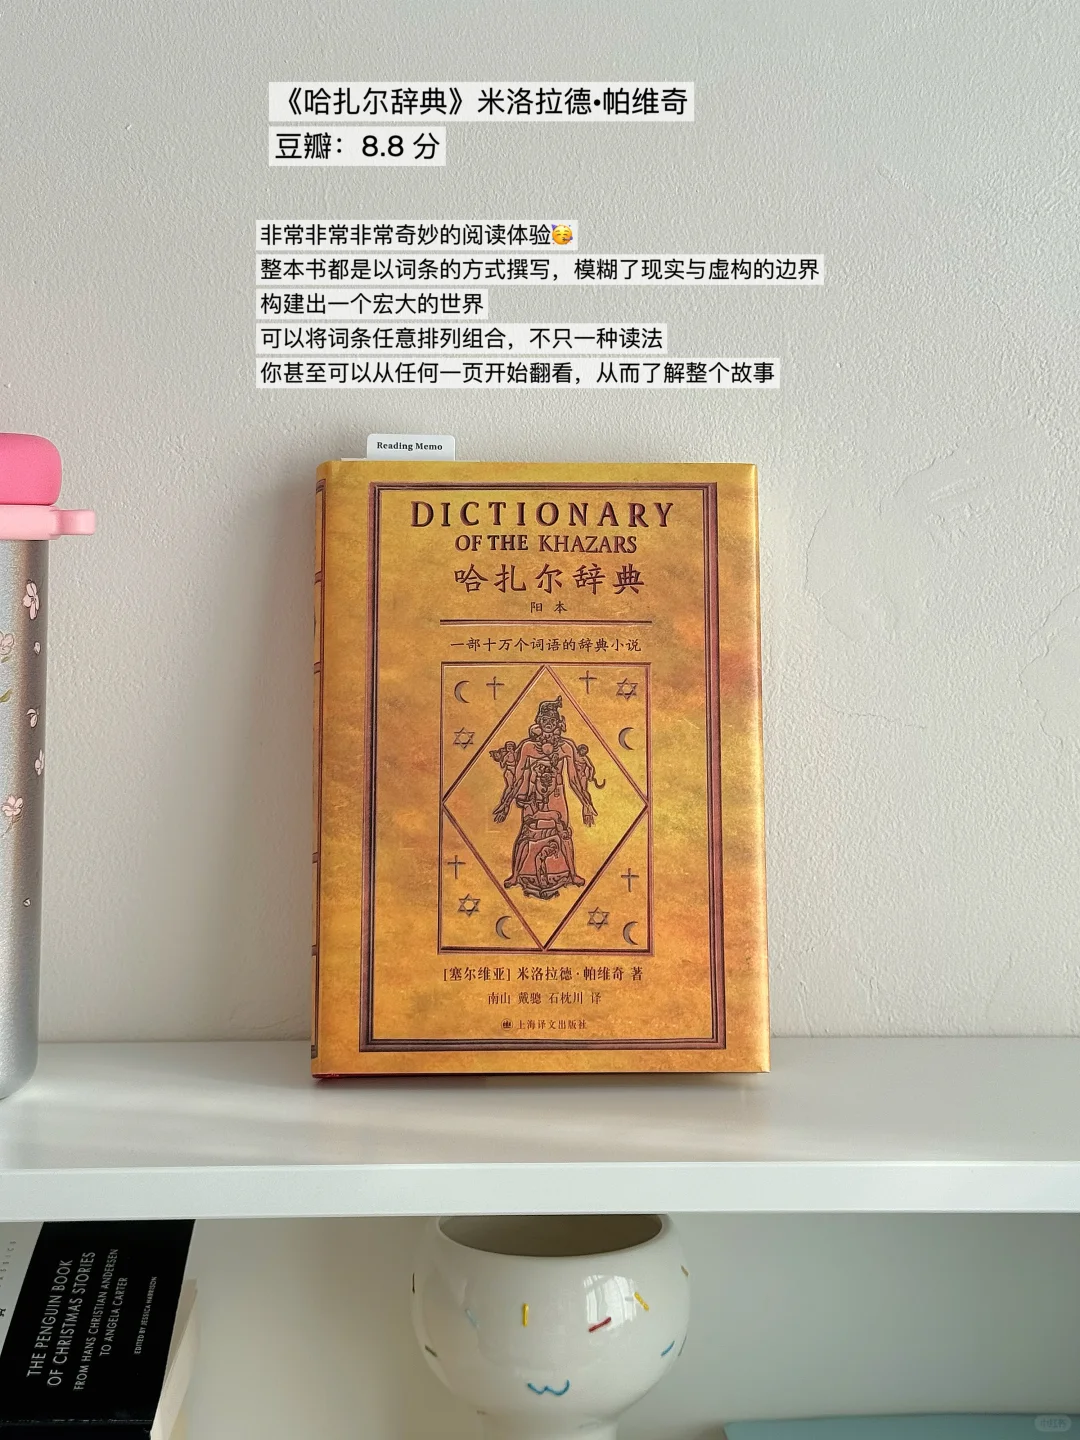 《哈扎尔辞典》米洛拉德•帕维奇
豆瓣：8.8 分
非常非常非常奇妙的阅读体验🥳
整本书都是以词条的方式撰写，模糊了现实与虚构的边界
构建出一个宏大的世界
可以将词条任意排列组合，不只一种读法
你甚至可以从任何一页开始翻看，从而了解整个故事
Reading Memo
DICTIONARY
OF THE KHAZARS
哈扎尔辞典
阳 本
一部十万个词语的辞典小说
[塞尔维亚] 米洛拉德·帕维奇 著
南山 戴骢 石枕川 译
上海译文出版社
THE PENGUIN BOOK
OF CHRISTMAS STORIES
FROM HANS CHRISTIAN ANDERSEN
TO ANGELA CARTER
EDITED BY JESSICA HARRISON
小红书